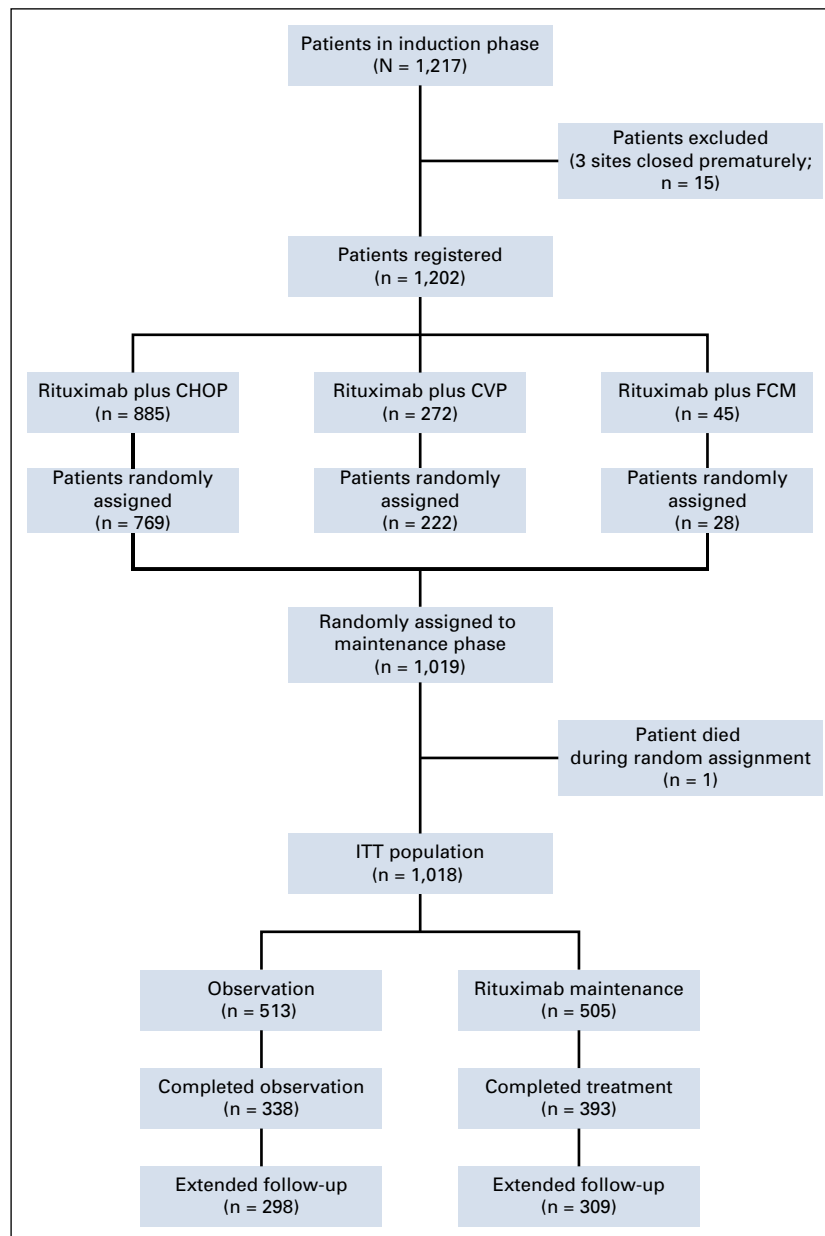 Patients in induction phase
(N = 1,217)
Patients excluded
(3 sites closed prematurely;
n = 15)
Patients registered
(n = 1,202)
Rituximab plus CHOP
(n = 885)
Rituximab plus CVP
(n = 272)
Rituximab plus FCM
(n = 45)
Patients randomly
assigned
(n = 769)
Patients randomly
assigned
(n = 222)
Patients randomly
assigned
(n = 28)
Randomly assigned to
maintenance phase
(n = 1,019)
Patient died
during random assignment
(n = 1)
ITT population
(n = 1,018)
Observation
(n = 513)
Rituximab maintenance
(n = 505)
Completed observation
(n = 338)
Completed treatment
(n = 393)
Extended follow-up
(n = 298)
Extended follow-up
(n = 309)